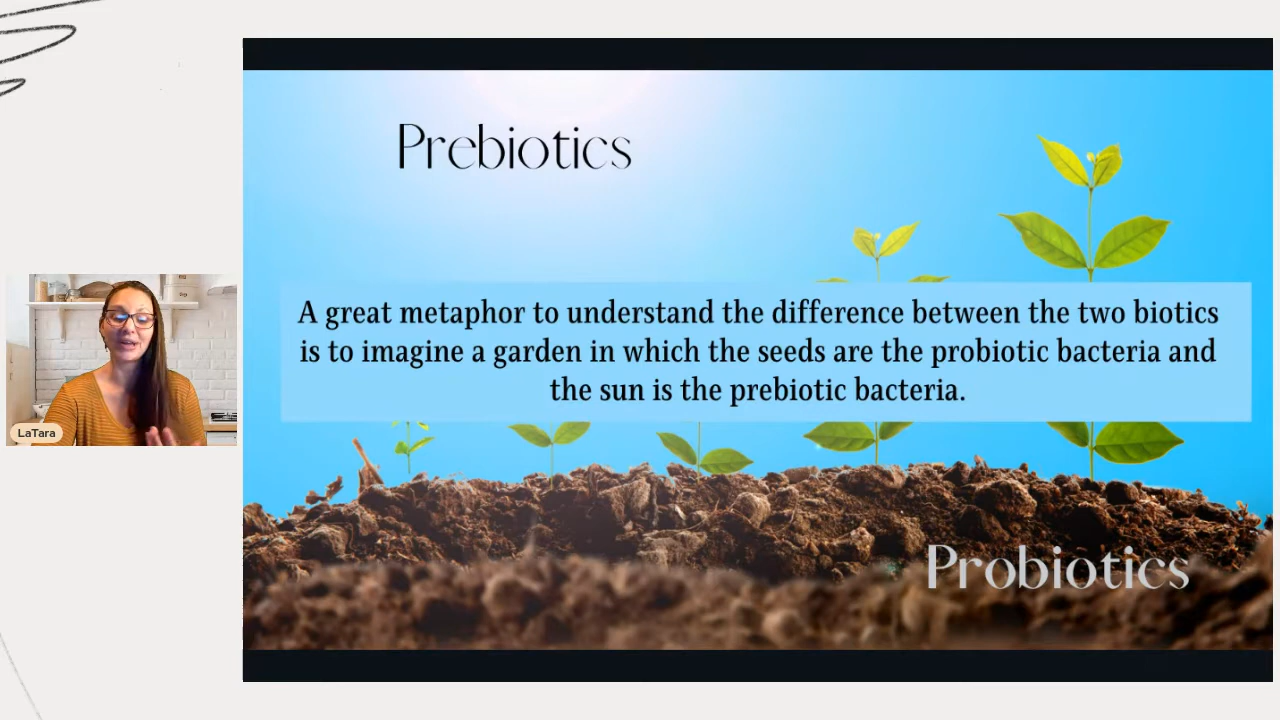 Prebiotics
A great metaphor to understand the difference between the two biotics
is to imagine a garden in which the seeds are the probiotic bacteria and
the sun is the prebiotic bacteria.
LaTara
Probiotics